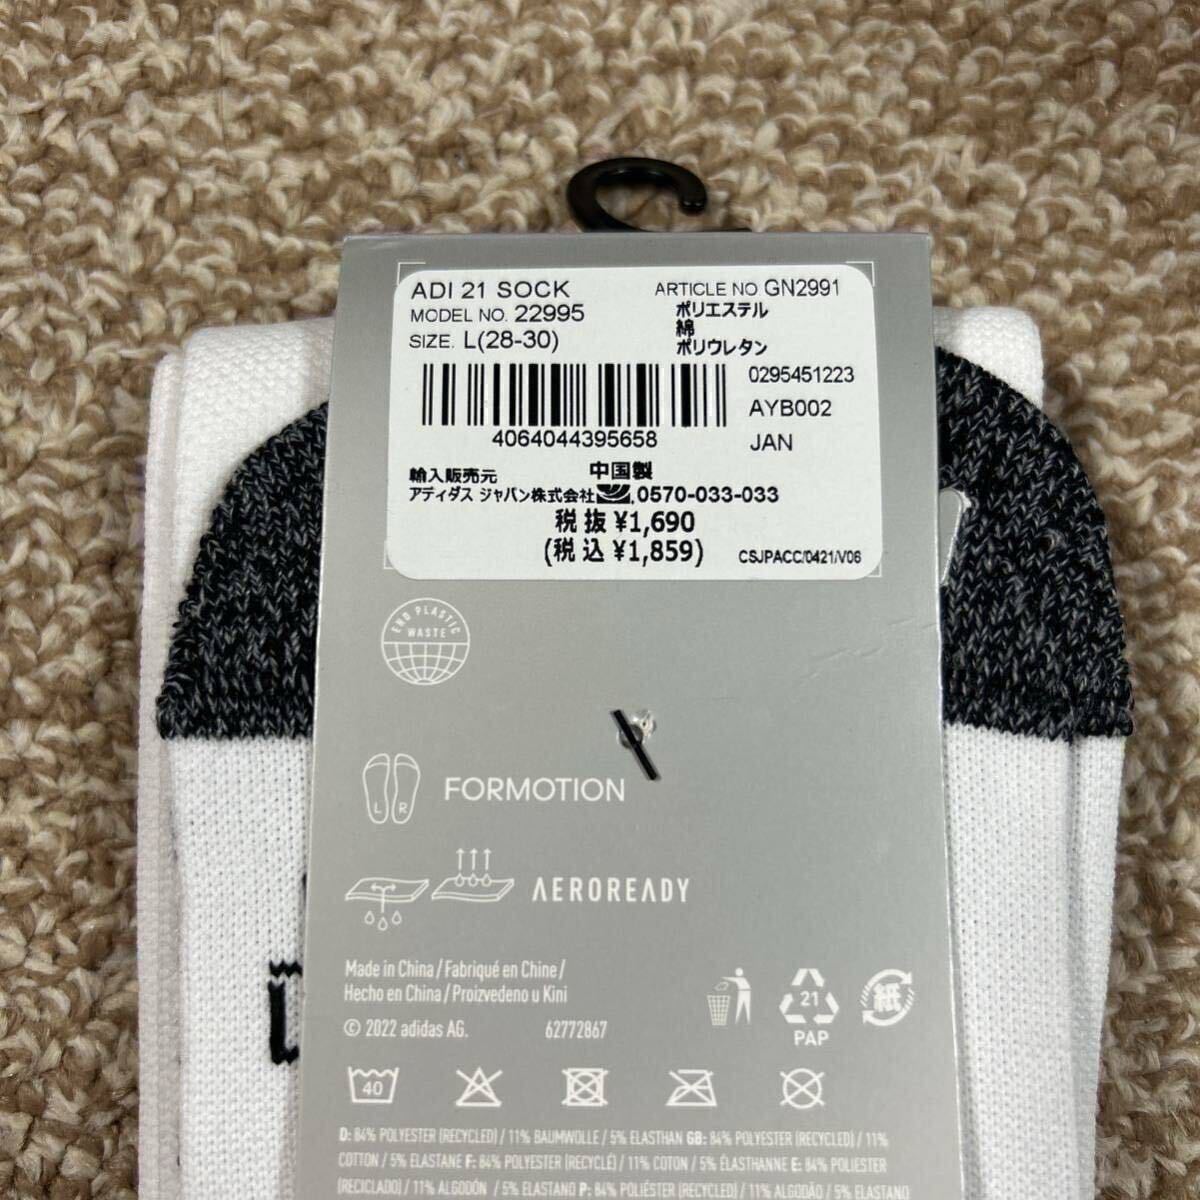 ADI 21 SOCK
ARTICLE NO GN2991
MODEL NO. 22995
ポリエステル
綿
SIZE. L(28-30)
ポリウレタン
0295451223
AYB002
4064044395658
JAN
輸入販売元
中国製
アディダス ジャパン株式会社 0570-033-033
税抜¥1,690
(税込¥1,859)
CSJPACC/0421/V06
END PLASTIC
WASTE
L R
FORMOTION
AEROREADY
Made in China / Fabriqué en Chine /
Hecho en China / Proizvedeno u Kini
© 2022 adidas AG.
62772867
21
PAP
紙
40
D: 84% POLYESTER (RECYCLED) / 11% BAUMWOLLE / 5% ELASTHAN GB: 84% POLYESTER (RECYCLED) / 11%
COTTON / 5% ELASTANE F: 84% POLYESTER (RECYCLÉ) / 11% COTON / 5% ÉLASTHANNE E: 84% POLIESTER
(RECICLADO) / 11% ALGODÓN / 5% ELASTANO P: 84% POLIÉSTER (RECICLADO) / 11% ALGODÃO / 5% ELASTANO